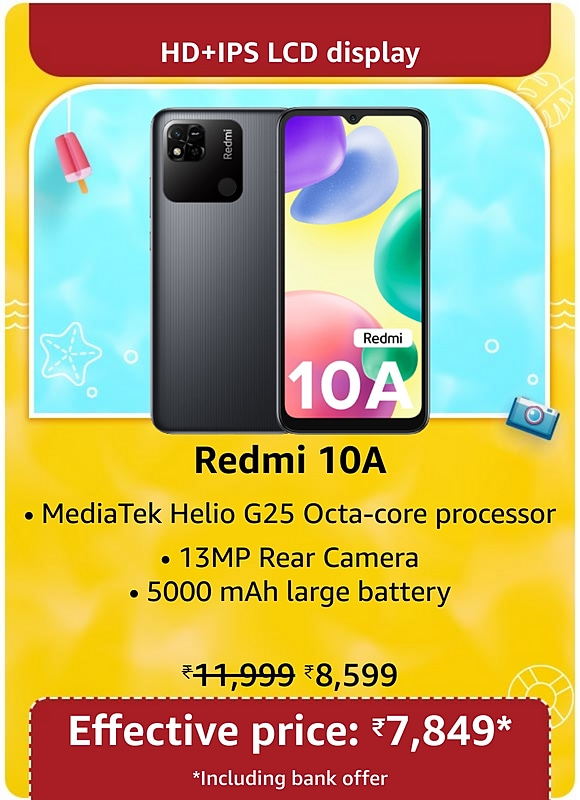 HD+IPS LCD display
Redmi
Redmi
10A
Redmi 10A
• MediaTek Helio G25 Octa-core processor
• 13MP Rear Camera
• 5000 mAh large battery
₹11,999 ₹8,599
Effective price: ₹7,849*
*Including bank offer